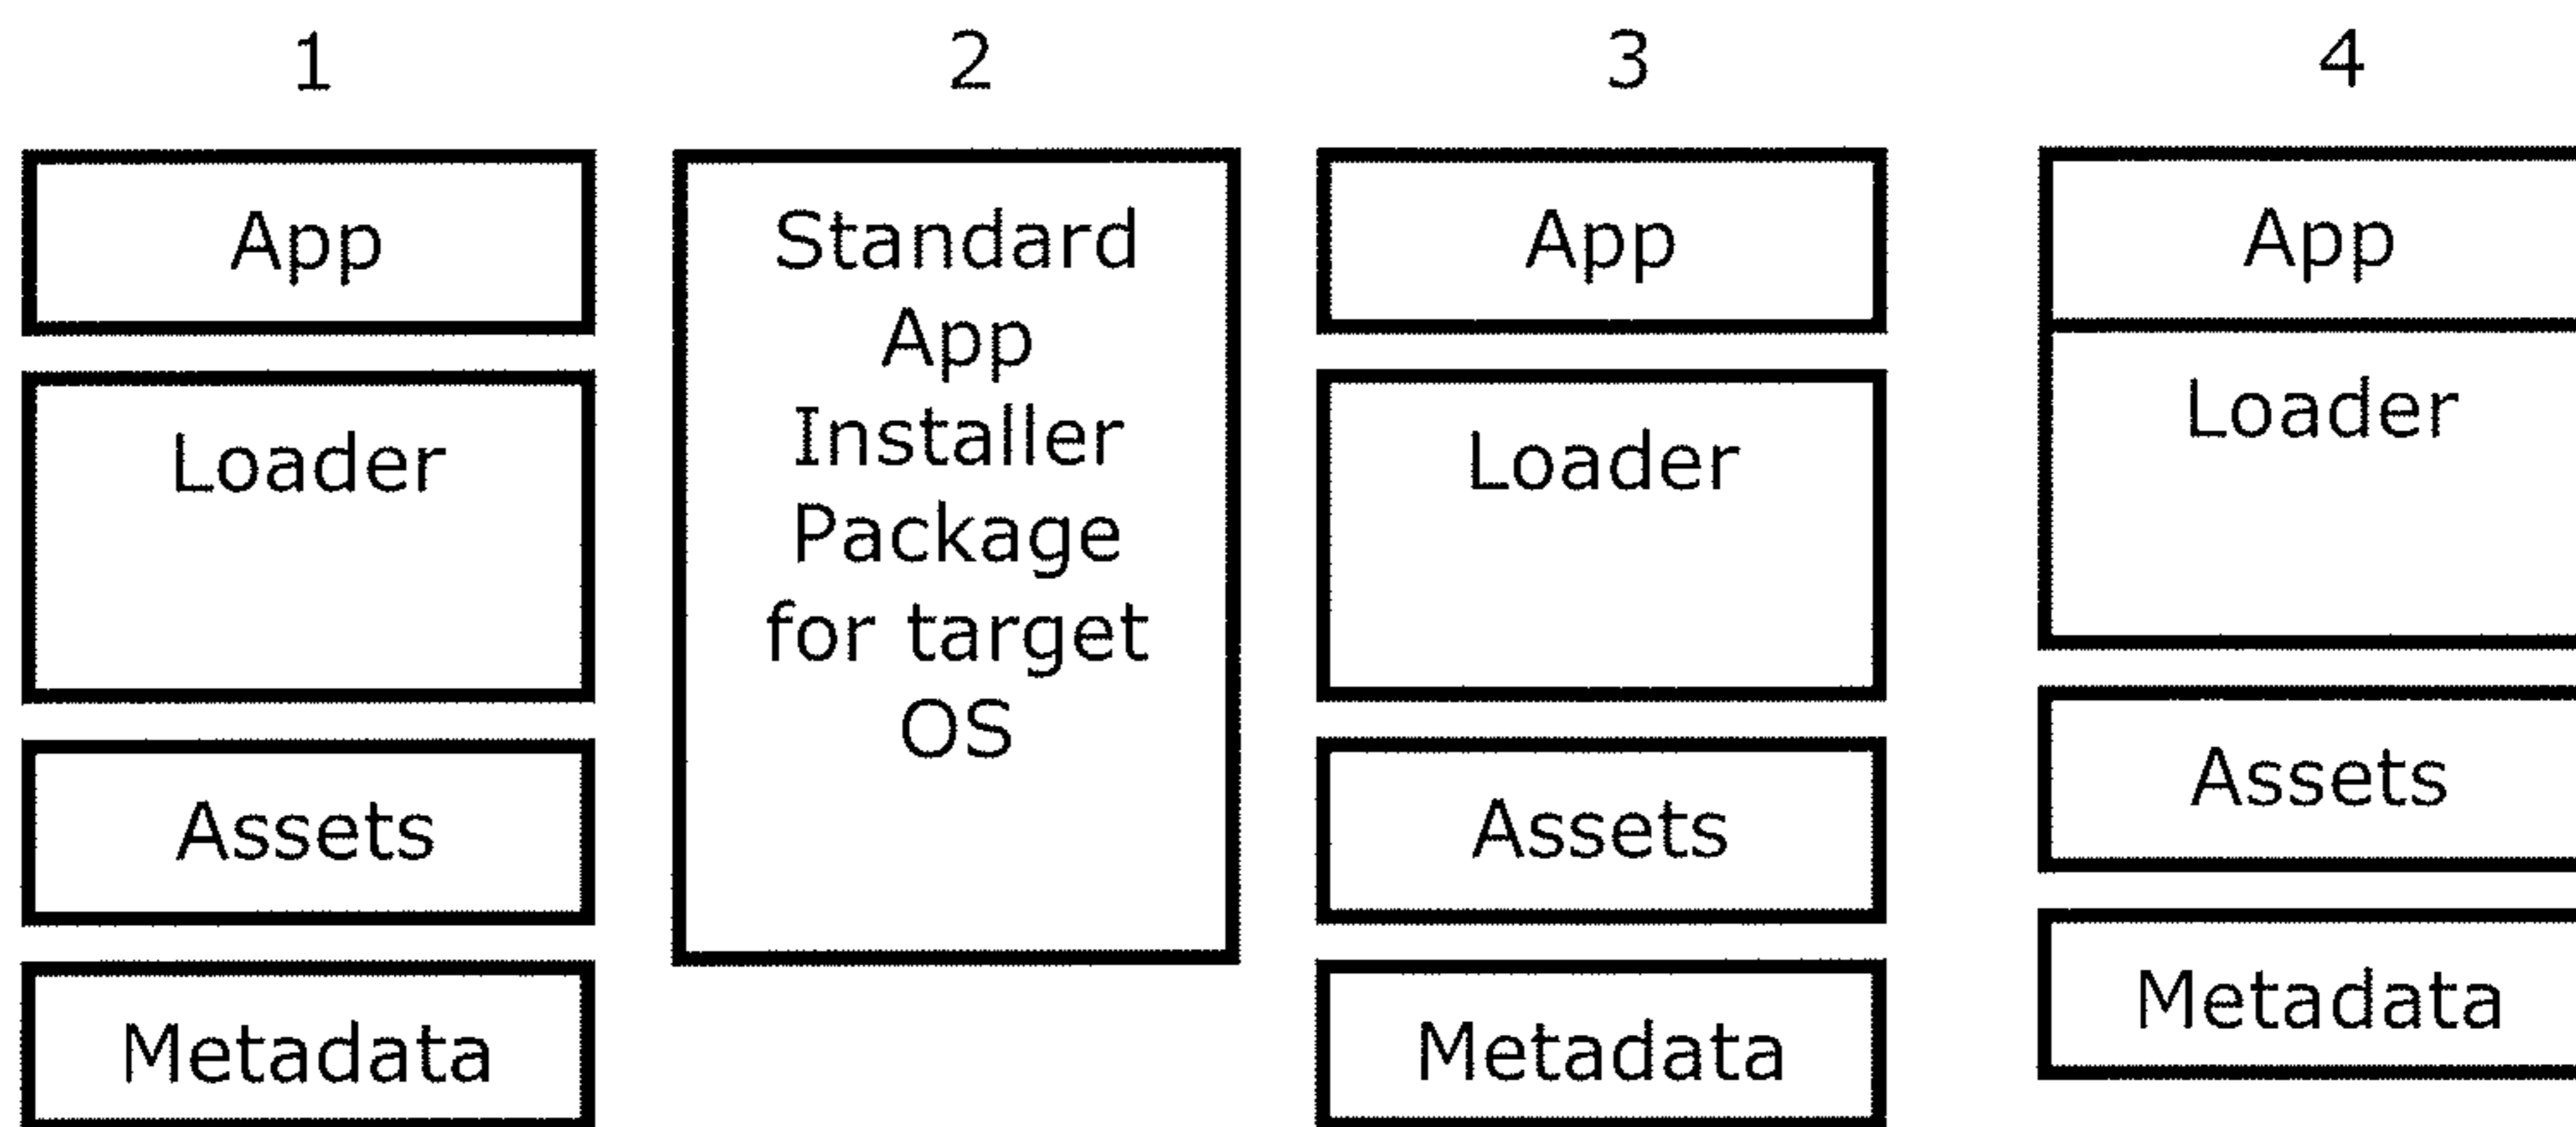 1
2
3
4
App
Loader
Assets
Metadata
Standard
App
Installer
Package
for target
OS
App
Loader
Assets
Metadata
App
Loader
Assets
Metadata